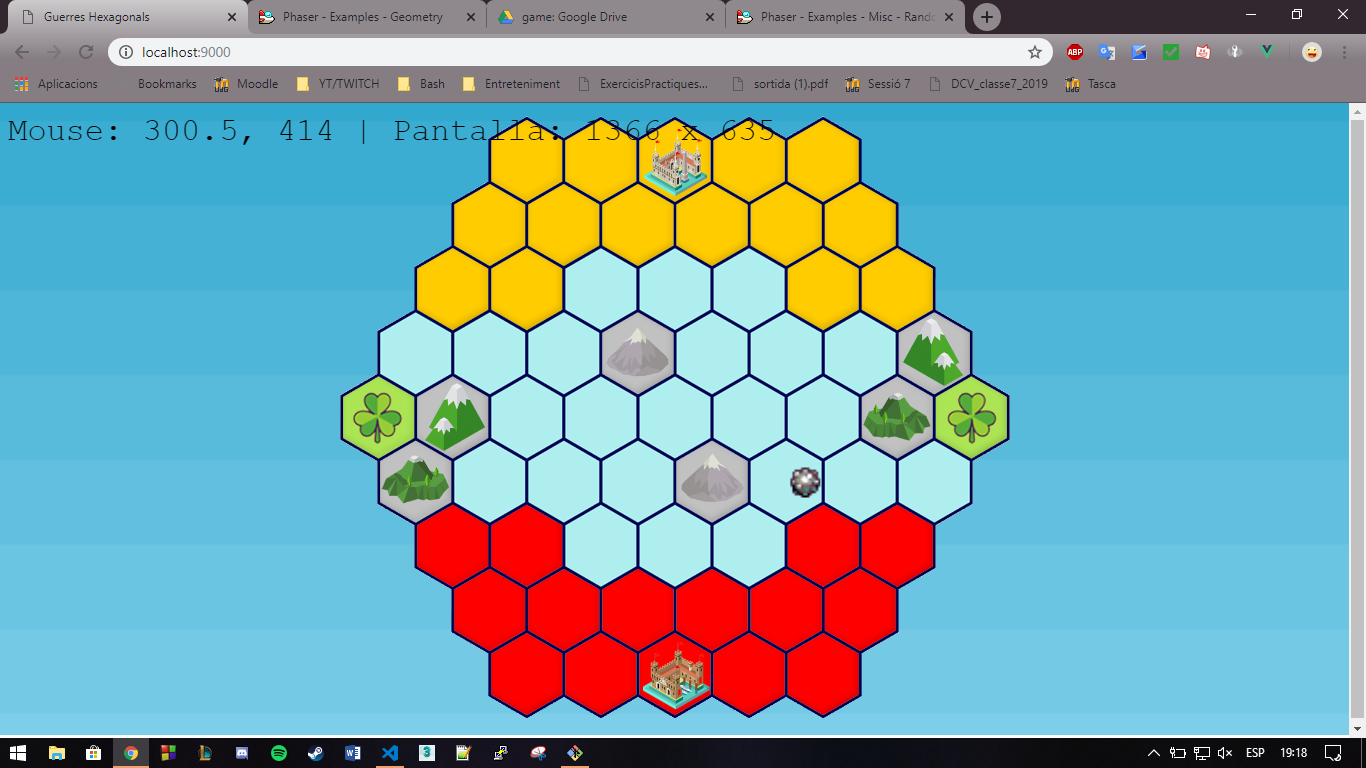 Guerres Hexagonals
Phaser - Examples - Geometry
game: Google Drive
Phaser - Examples - Misc - Rando
localhost:9000
ABP
Aplicacions
Bookmarks
Moodle
YT/TWITCH
Bash
Entreteniment
ExercicisPractiques...
sortida (1).pdf
Sessió 7
DCV_classe7_2019
Tasca
Mouse: 300.5, 414 | Pantalla: 1366 x 635
ESP
19:18